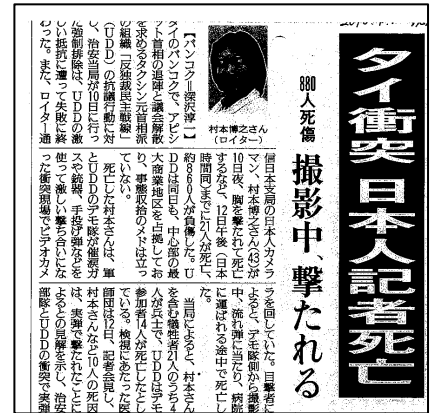 タイ衝突 日本人記者死亡
880人死傷
撮影中、撃たれる
村本博之さん
（ロイター）
【バンコク=深沢淳一】
タイのバンコクで、アピシ
ット首相の退陣と議会解散
を求めるタクシン元首相派
の組織「反独裁民主戦線」
（UDD）の抗議行動に対
し、治安当局が10日に行っ
た強制排除は、UDDの激
しい抵抗に遭って失敗に終
わった。また、ロイター通
信日本支局の日本人カメラ
マン、村本博之さん(43)が
10日夜、胸を撃たれて死亡
するなど、12日午後（日本
時間同）までに21人が死亡、
約860人が負傷した。U
DDは同日も、中心部の最
大商業地区を占拠してお
り、事態収拾のメドは立っ
ていない。
死亡した村本さんは、軍
とUDDのデモ隊が催涙ガ
スや銃器、手投げ弾などを
使って激しい撃ち合いにな
った衝突現場でビデオカメ
ラを回していた。目撃者に
よると、デモ隊側から撮影
中、流れ弾に当たり、病院
に運ばれる途中で死亡し
た。
当局によると、村本さん
を含む犠牲者21人のうち4
人が兵士で、UDDはデモ
参加者14人が死亡したとし
ている。検視にあたった医
師団は12日、記者会見し、
村本さんなど10人の死因
は、実弾で撃たれたことに
よるとの見解を示し、治安
部隊とUDDの衝突で実弾